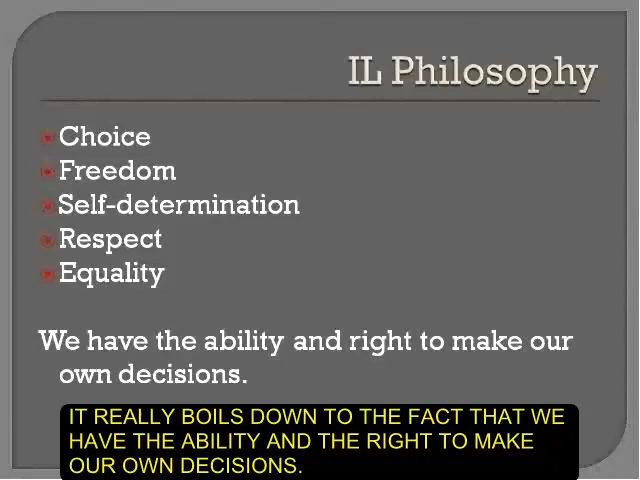 IL Philosophy
Choice
Freedom
Self-determination
Respect
Equality
We have the ability and right to make our
own decisions.
IT REALLY BOILS DOWN TO THE FACT THAT WE
HAVE THE ABILITY AND THE RIGHT TO MAKE
OUR OWN DECISIONS.